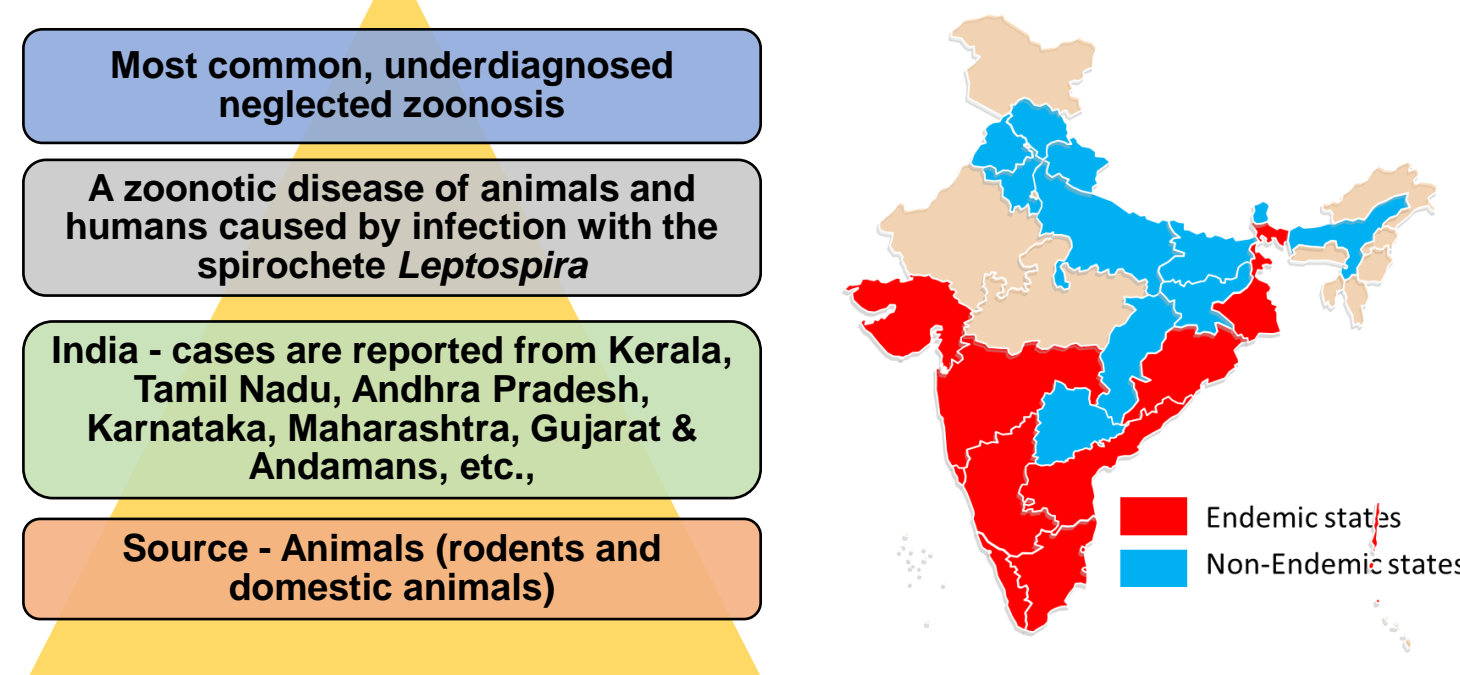 Most common, underdiagnosed
neglected zoonosis
A zoonotic disease of animals and
humans caused by infection with the
spirochete Leptospira
India - cases are reported from Kerala,
Tamil Nadu, Andhra Pradesh,
Karnataka, Maharashtra, Gujarat &
Andamans, etc.,
Source - Animals (rodents and
domestic animals)
Endemic states
Non-Endemic states